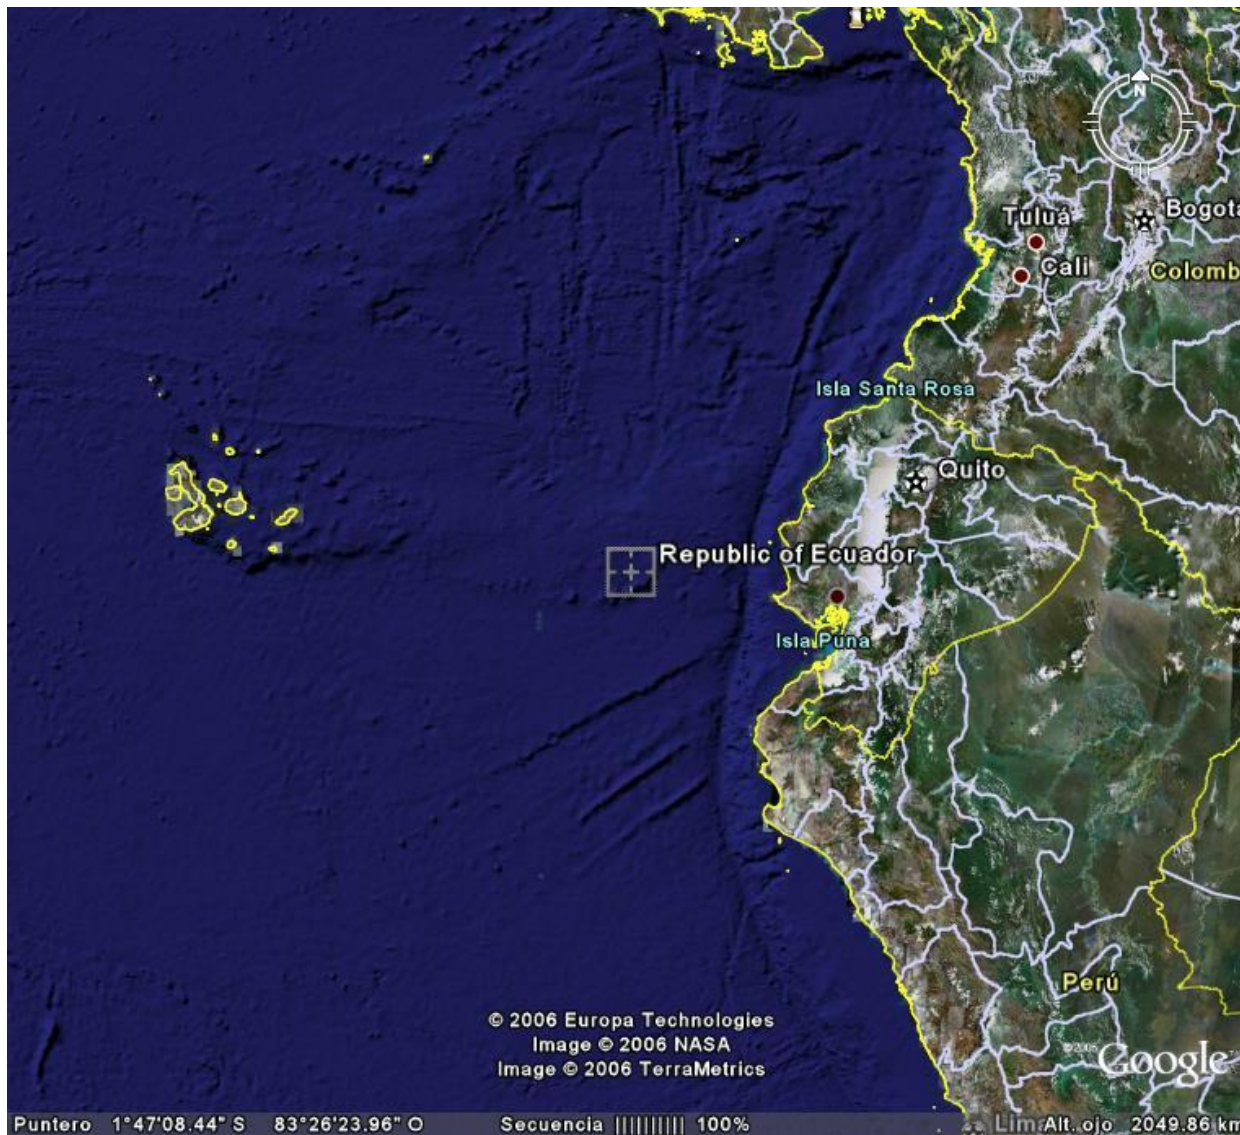 N
Tuluá
Bogota
Cali
Colomb
Isla Santa Rosa
Quito
Republic of Ecuador
Isla Puna
Perú
© 2006 Europa Technologies
Image © 2006 NASA
Image © 2006 TerraMetrics
©2006 Google
Lima
Puntero 1°47'08.44" S 83°26'23.96" O Secuencia |||||||||| 100% Alt. ojo 2049.86 km